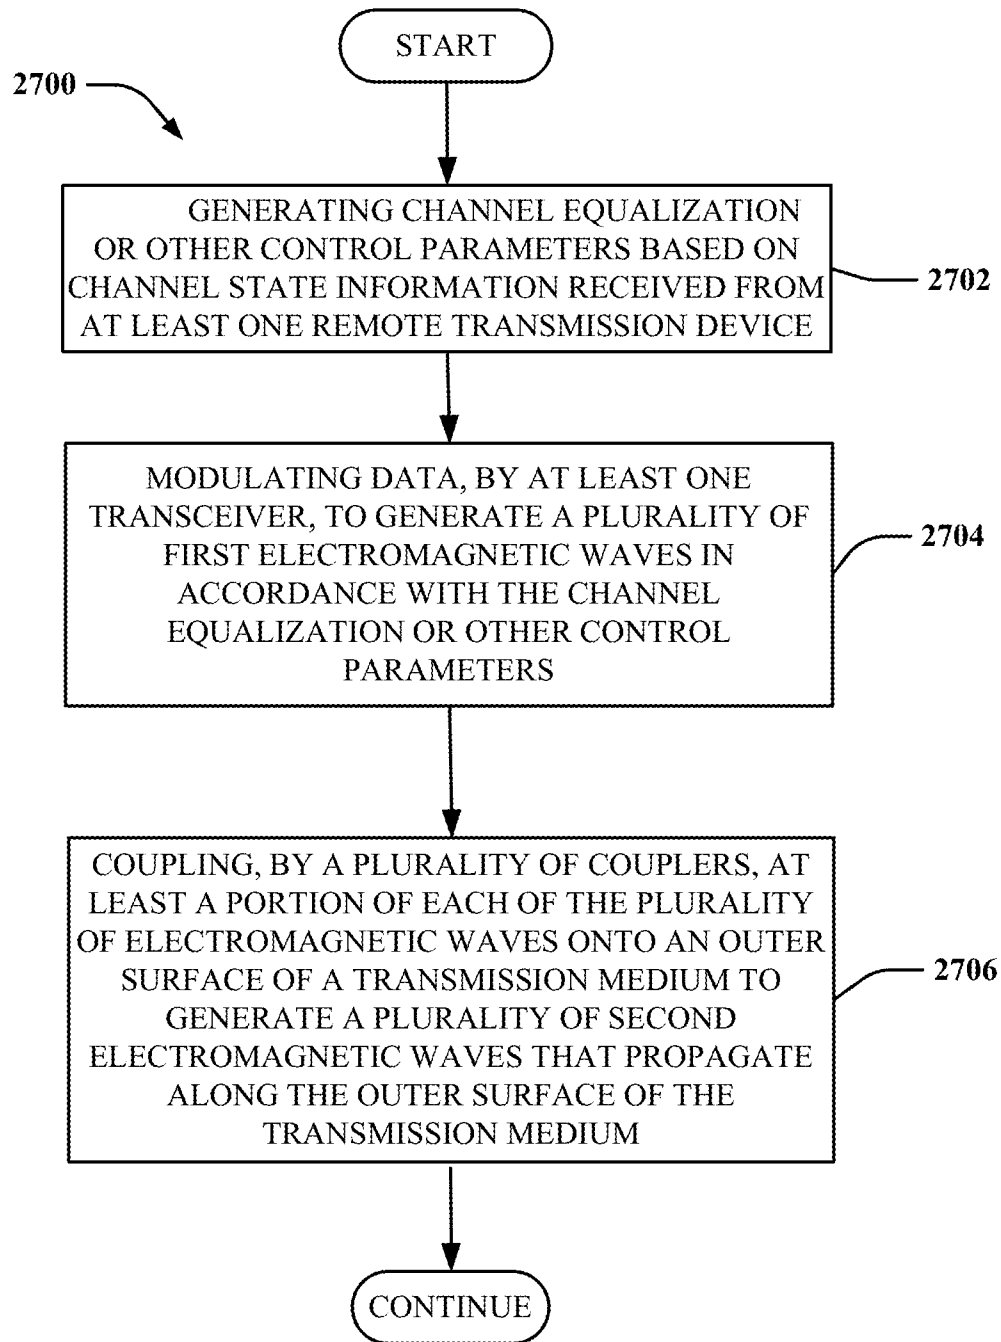 START
2700
GENERATING CHANNEL EQUALIZATION
OR OTHER CONTROL PARAMETERS BASED ON
CHANNEL STATE INFORMATION RECEIVED FROM
AT LEAST ONE REMOTE TRANSMISSION DEVICE
2702
MODULATING DATA, BY AT LEAST ONE
TRANSCEIVER, TO GENERATE A PLURALITY OF
FIRST ELECTROMAGNETIC WAVES IN
ACCORDANCE WITH THE CHANNEL
EQUALIZATION OR OTHER CONTROL
PARAMETERS
2704
COUPLING, BY A PLURALITY OF COUPLERS, AT
LEAST A PORTION OF EACH OF THE PLURALITY
OF ELECTROMAGNETIC WAVES ONTO AN OUTER
SURFACE OF A TRANSMISSION MEDIUM TO
GENERATE A PLURALITY OF SECOND
ELECTROMAGNETIC WAVES THAT PROPAGATE
ALONG THE OUTER SURFACE OF THE
TRANSMISSION MEDIUM
2706
CONTINUE